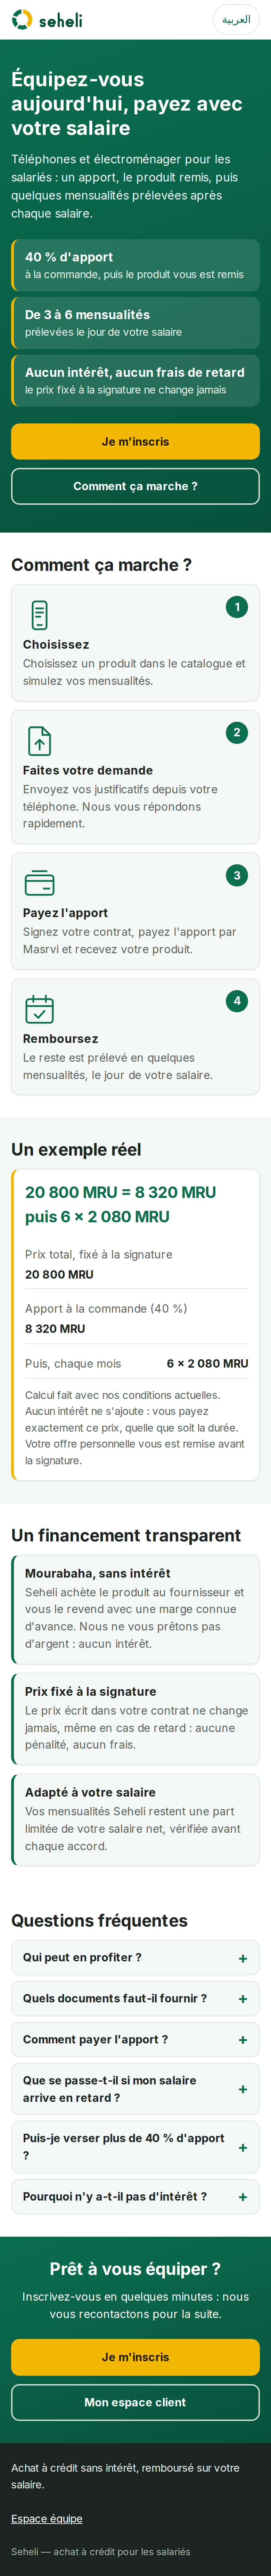 seheli
العربية
Équipez-vous
aujourd'hui, payez avec
votre salaire
Téléphones et électroménager pour les
salariés : un apport, le produit remis, puis
quelques mensualités prélevées après
chaque salaire.
40 % d'apport
à la commande, puis le produit vous est remis
De 3 à 6 mensualités
prélevées le jour de votre salaire
Aucun intérêt, aucun frais de retard
le prix fixé à la signature ne change jamais
Je m'inscris
Comment ça marche ?
Comment ça marche ?
1
Choisissez
Choisissez un produit dans le catalogue et
simulez vos mensualités.
2
Faites votre demande
Envoyez vos justificatifs depuis votre
téléphone. Nous vous répondons
rapidement.
3
Payez l'apport
Signez votre contrat, payez l'apport par
Masrvi et recevez votre produit.
4
Remboursez
Le reste est prélevé en quelques
mensualités, le jour de votre salaire.
Un exemple réel
20 800 MRU = 8 320 MRU
puis 6 × 2 080 MRU
Prix total, fixé à la signature
20 800 MRU
Apport à la commande (40 %)
8 320 MRU
Puis, chaque mois 6 × 2 080 MRU
Calcul fait avec nos conditions actuelles.
Aucun intérêt ne s'ajoute : vous payez
exactement ce prix, quelle que soit la durée.
Votre offre personnelle vous est remise avant
la signature.
Un financement transparent
Mourabaha, sans intérêt
Seheli achète le produit au fournisseur et
vous le revend avec une marge connue
d'avance. Nous ne vous prêtons pas
d'argent : aucun intérêt.
Prix fixé à la signature
Le prix écrit dans votre contrat ne change
jamais, même en cas de retard : aucune
pénalité, aucun frais.
Adapté à votre salaire
Vos mensualités Seheli restent une part
limitée de votre salaire net, vérifiée avant
chaque accord.
Questions fréquentes
Qui peut en profiter ? +
Quels documents faut-il fournir ? +
Comment payer l'apport ? +
Que se passe-t-il si mon salaire
arrive en retard ? +
Puis-je verser plus de 40 % d'apport
? +
Pourquoi n'y a-t-il pas d'intérêt ? +
Prêt à vous équiper ?
Inscrivez-vous en quelques minutes : nous
vous recontactons pour la suite.
Je m'inscris
Mon espace client
Achat à crédit sans intérêt, remboursé sur votre
salaire.
Espace équipe
Seheli — achat à crédit pour les salariés